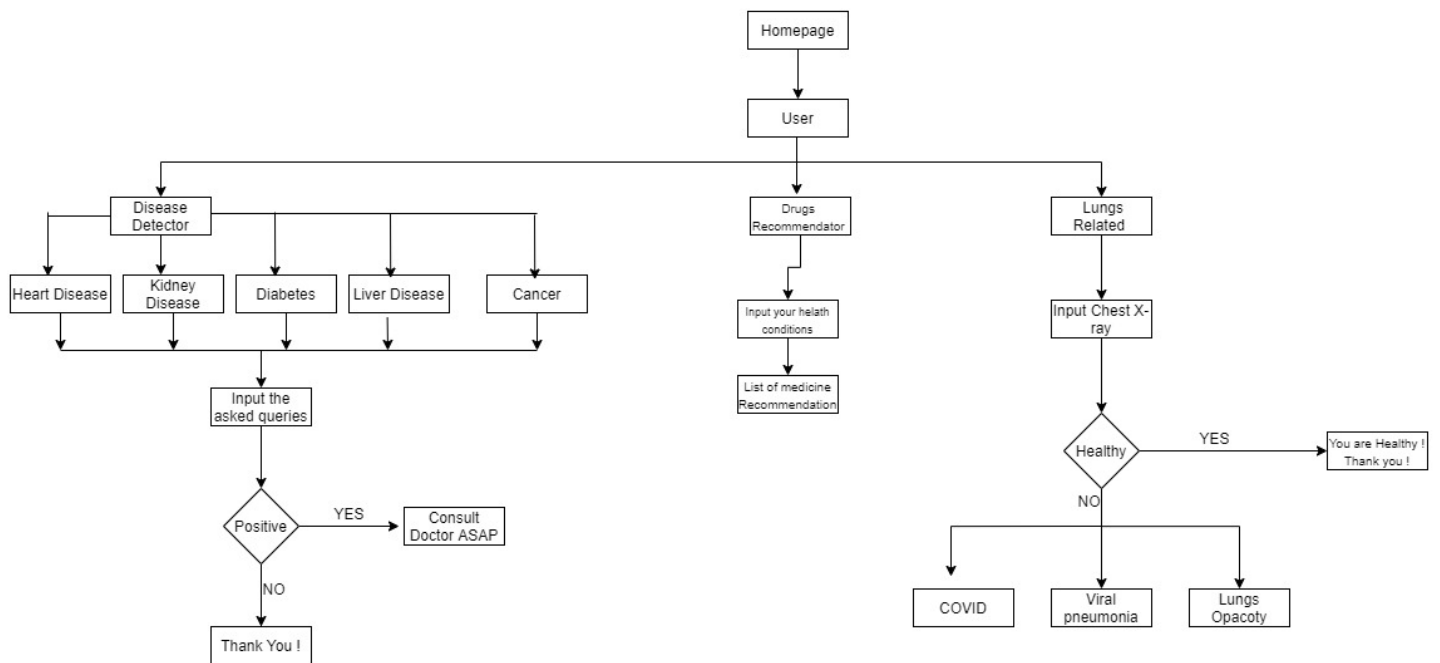 Homepage
User
Disease
Detector
Drugs
Recommendator
Lungs
Related
Heart Disease
Kidney
Disease
Diabetes
Liver Disease
Cancer
Input your helath
conditions
Input Chest X-
ray
Input the
asked queries
List of medicine
Recommendation
Healthy
YES
You are Healthy !
Thank you !
NO
Positive
YES
Consult
Doctor ASAP
NO
COVID
Viral
pneumonia
Lungs
Opacoty
Thank You !